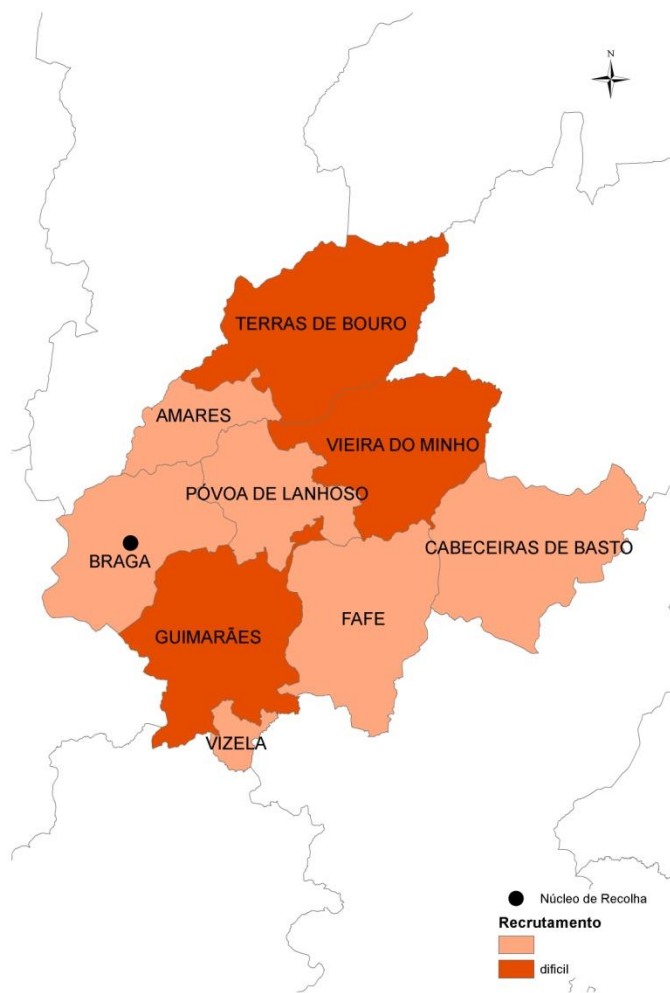 N
TERRAS DE BOURO
AMARES
VIEIRA DO MINHO
PÓVOA DE LANHOSO
CABECEIRAS DE BASTO
BRAGA
FAFE
GUIMARÃES
VIZELA
Núcleo de Recolha
Recrutamento
dificil